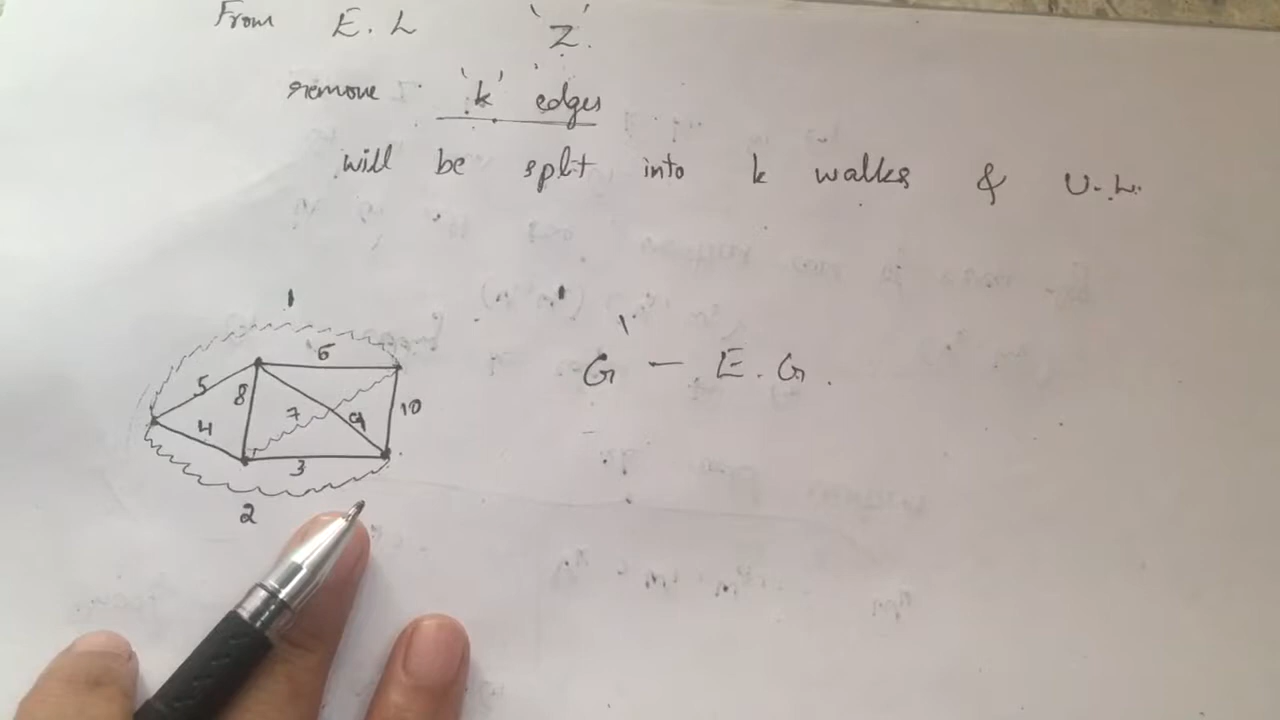 From E. L 'Z'.
remove 'k' edges
will be split into k walks & U.L.
1
6
5
8
10
G' - E.G.
7
9
4
3
2